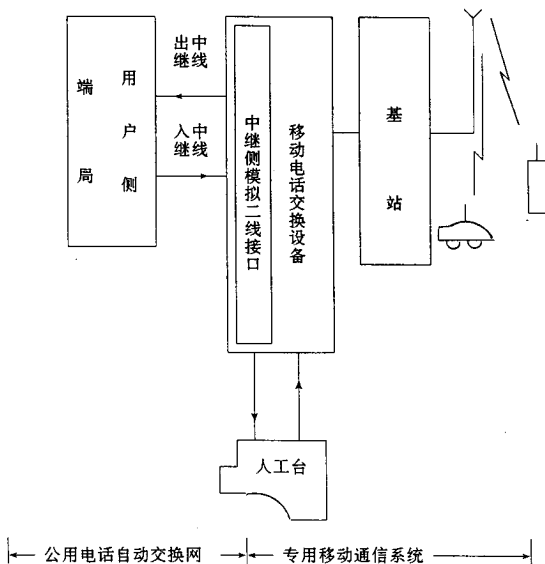 端局
用户侧
出中
继线
入中
继线
中继侧模拟二线接口
移动电话交换设备
基站
人工台
公用电话自动交换网
专用移动通信系统